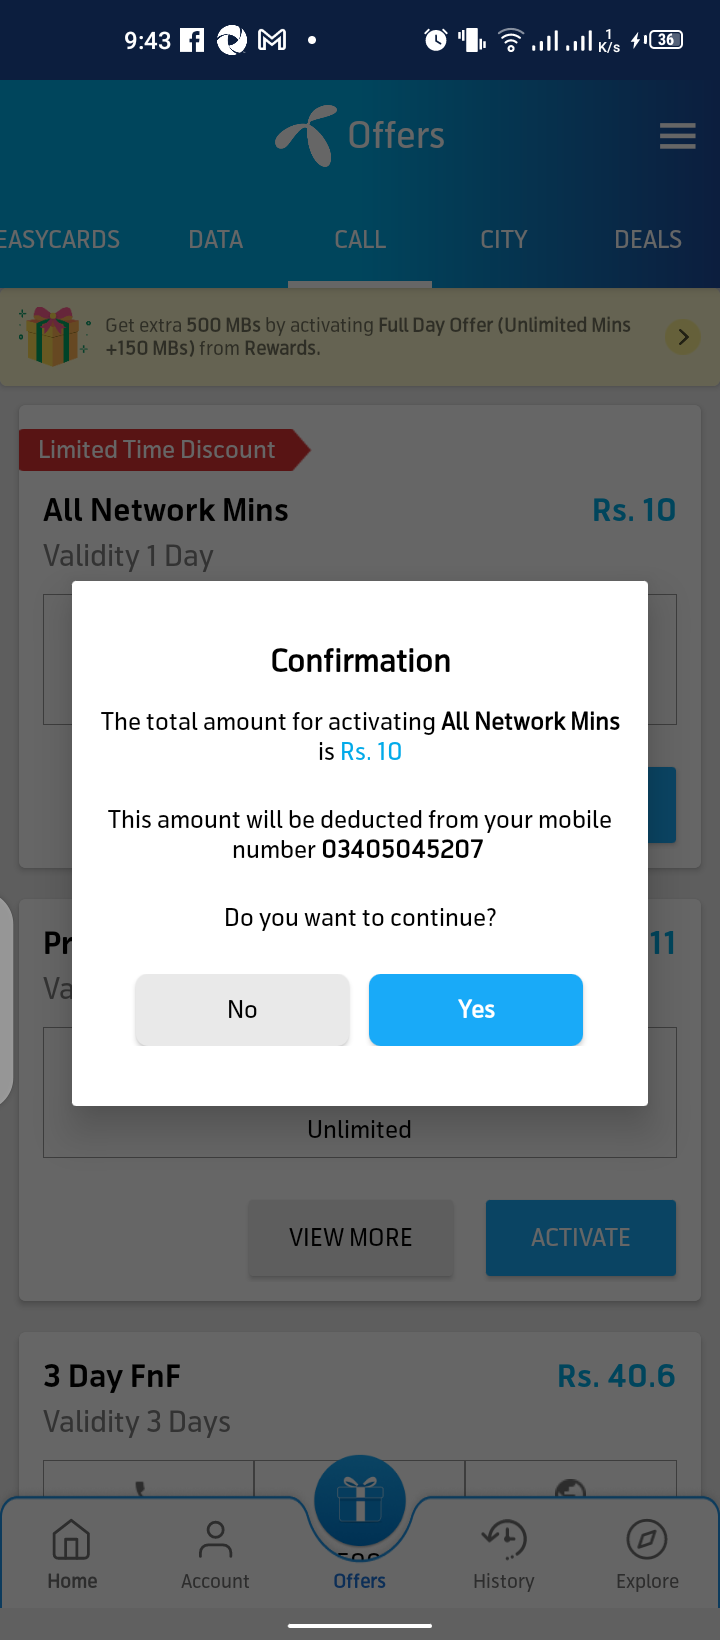 9:43
1
K/s
36
Offers
EASYCARDS DATA CALL CITY DEALS
Get extra 500 MBs by activating Full Day Offer (Unlimited Mins
+150 MBs) from Rewards.
Limited Time Discount
All Network Mins Rs. 10
Validity 1 Day
Confirmation
The total amount for activating All Network Mins
is Rs. 10
This amount will be deducted from your mobile
number 03405045207
Do you want to continue?
No Yes
Pr 11
Va
Unlimited
VIEW MORE ACTIVATE
3 Day FnF Rs. 40.6
Validity 3 Days
Home Account Offers History Explore